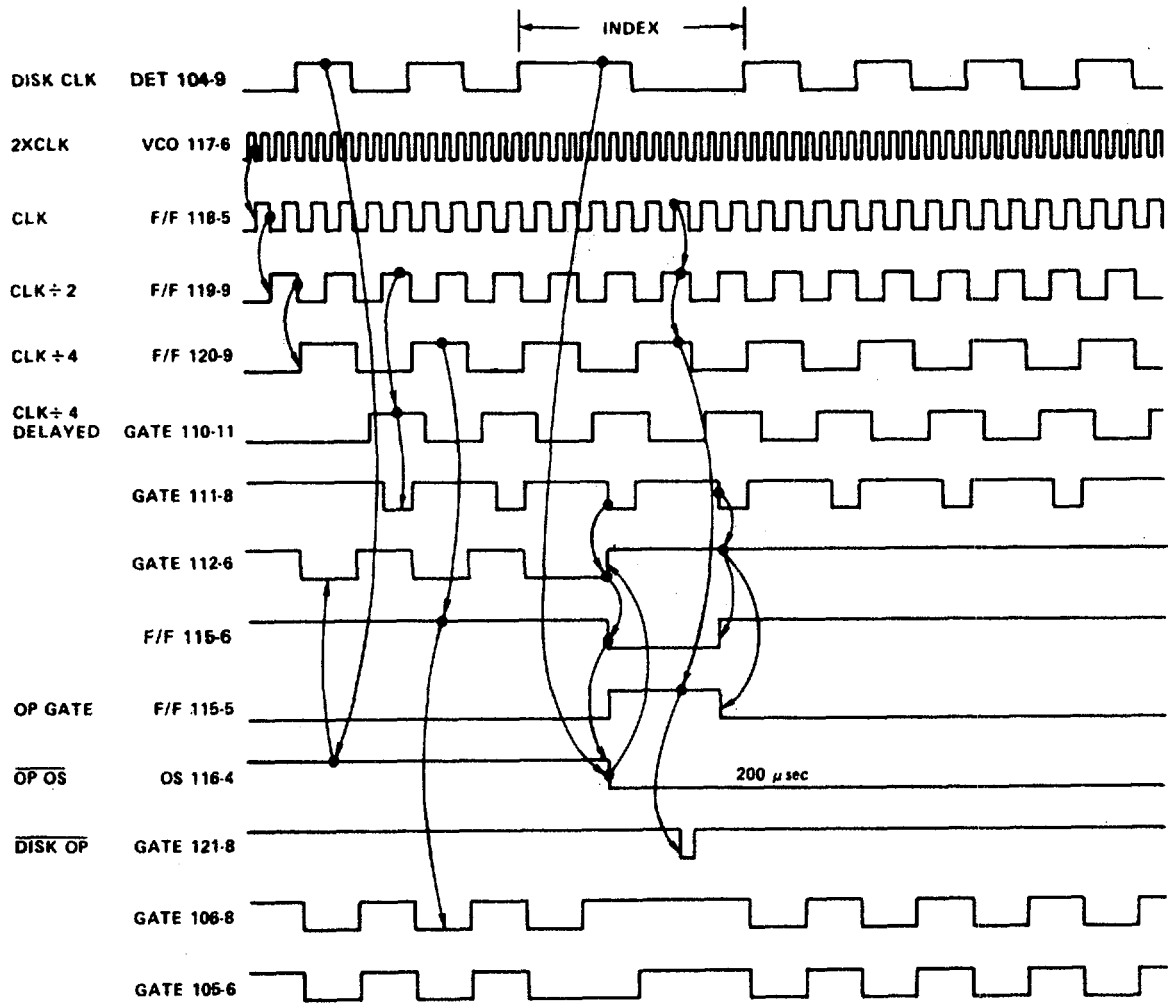 INDEX
DISK CLK DET 104-9
2XCLK VCO 117-6
CLK F/F 118-5
CLK÷2 F/F 119-9
CLK÷4 F/F 120-9
CLK÷4
DELAYED GATE 110-11
GATE 111-8
GATE 112-6
F/F 115-6
OP GATE F/F 115-5
OP OS OS 116-4 200 μsec
DISK OP GATE 121-8
GATE 106-8
GATE 105-6